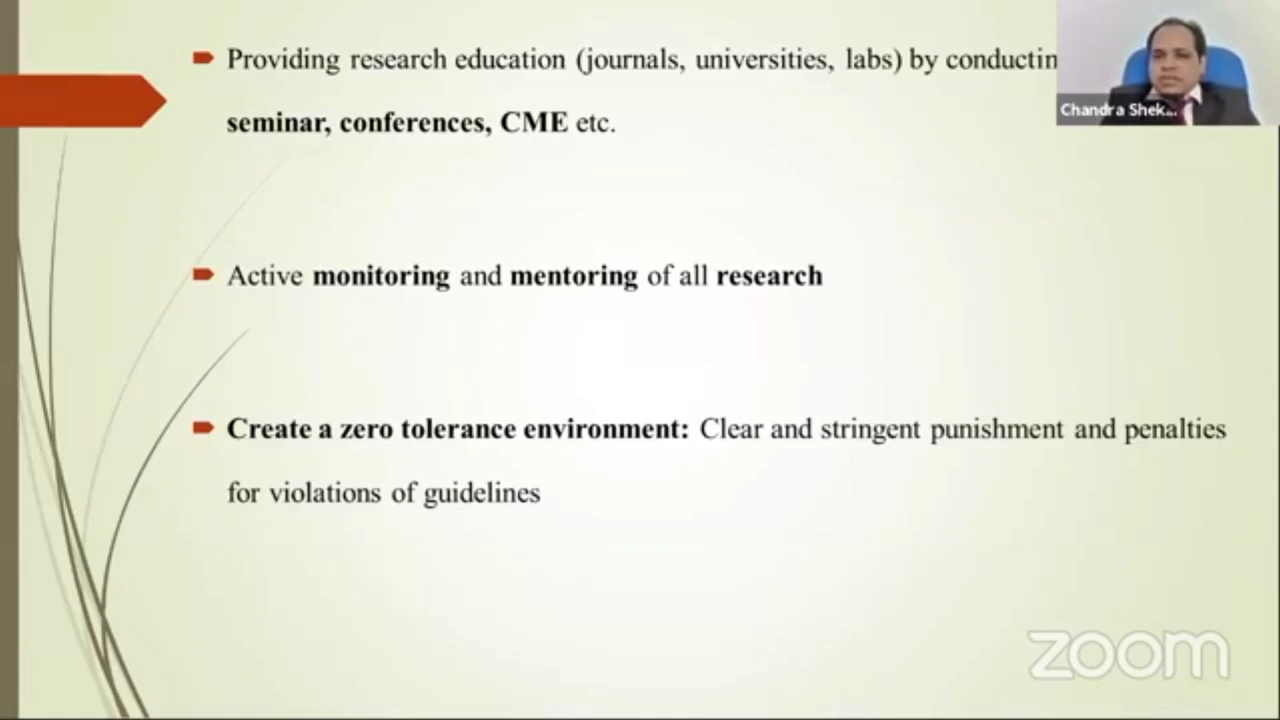 Providing research education (journals, universities, labs) by conductin
seminar, conferences, CME etc.
Chandra Shek...
Active monitoring and mentoring of all research
Create a zero tolerance environment: Clear and stringent punishment and penalties
for violations of guidelines
zoom